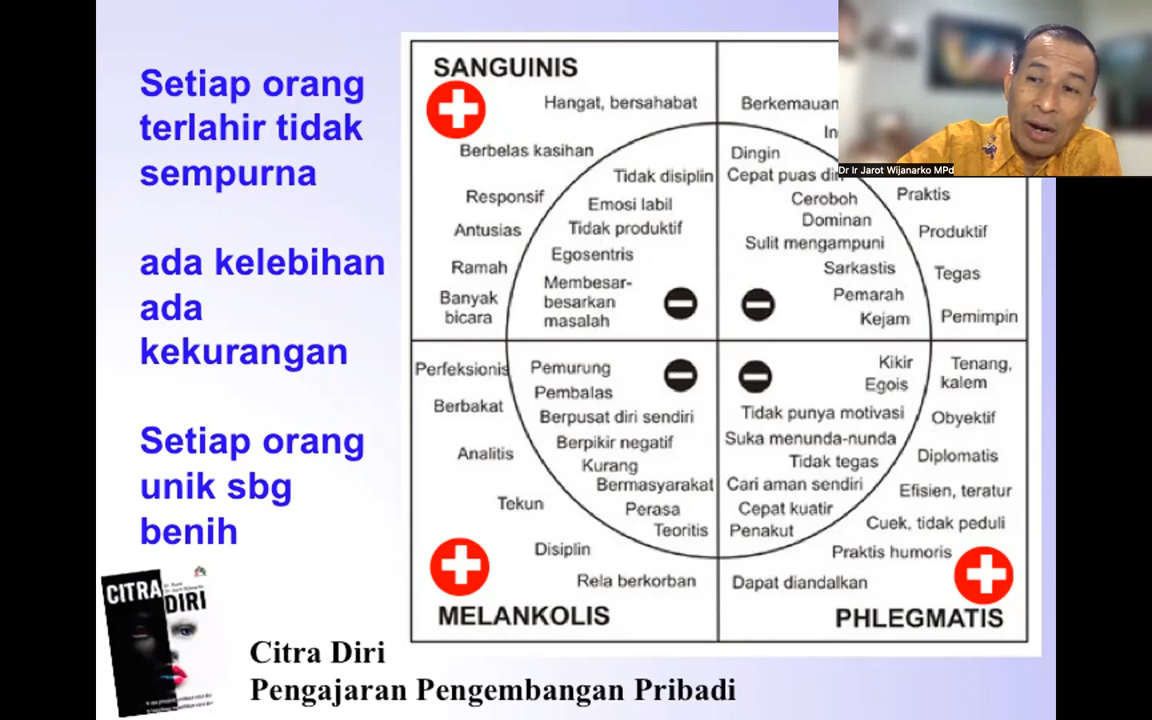 Setiap orang
terlahir tidak
sempurna
ada kelebihan
ada
kekurangan
Setiap orang
unik sbg
benih
CITRA
DIRI
Citra Diri
Pengajaran Pengembangan Pribadi
SANGUINIS
Hangat, bersahabat
Berbelas kasihan
Responsif
Antusias
Ramah
Banyak
bicara
Tidak disiplin
Emosi labil
Tidak produktif
Egosentris
Membesar-
besarkan
masalah
Berkemauan
Dingin
Cepat puas diri
Ceroboh
Dominan
Sulit mengampuni
Sarkastis
Pemarah
Kejam
Praktis
Produktif
Tegas
Pemimpin
Dr Ir Jarot Wijanarko MPd
Perfeksionis
Berbakat
Analitis
Tekun
Disiplin
Rela berkorban
MELANKOLIS
Pemurung
Pembalas
Berpusat diri sendiri
Berpikir negatif
Kurang
Bermasyarakat
Perasa
Teoritis
Kikir
Egois
Tidak punya motivasi
Suka menunda-nunda
Tidak tegas
Cari aman sendiri
Cepat kuatir
Penakut
Tenang,
kalem
Obyektif
Diplomatis
Efisien, teratur
Cuek, tidak peduli
Praktis humoris
Dapat diandalkan
PHLEGMATIS